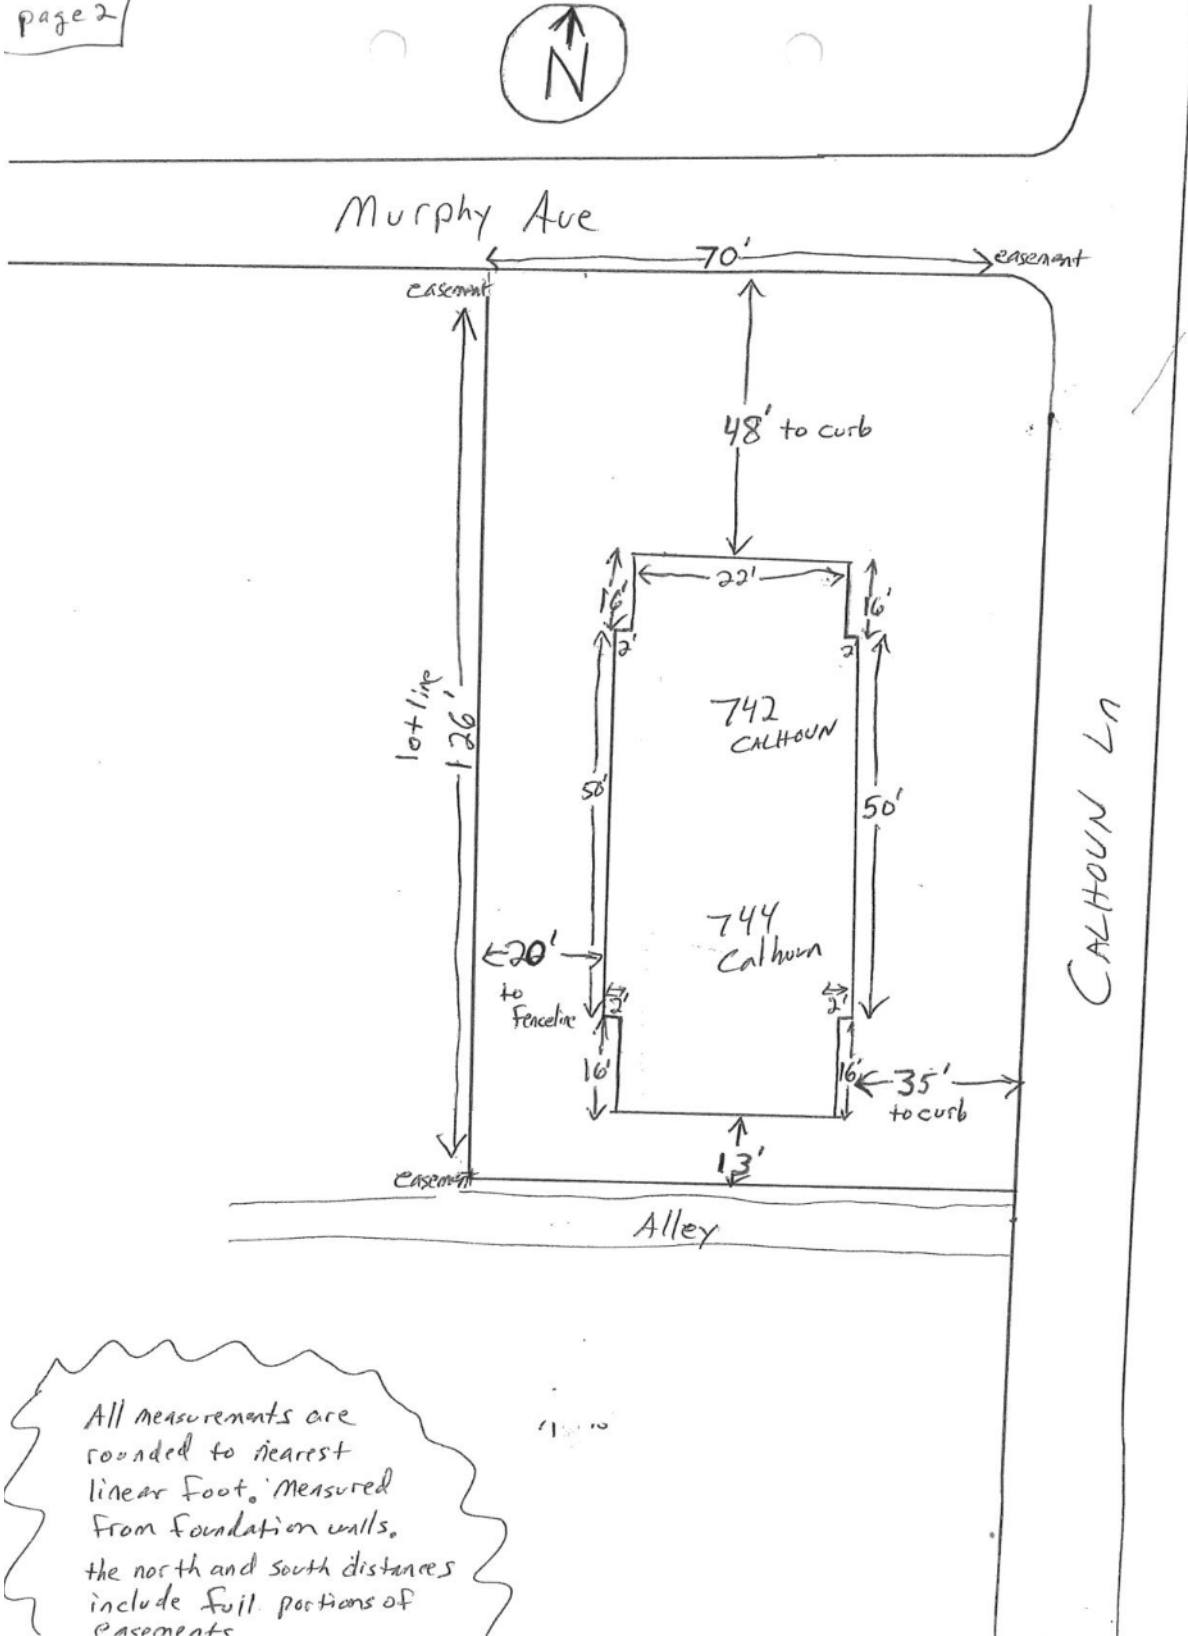 page 2
N
Murphy Ave
70'
easement
easement
48' to curb
22'
16'
16'
2'
2'
lot line
126'
742
CALHOUN
50'
50'
CALHOUN Ln
744
Calhoun
20'
to
Fenceline
2'
2'
16'
16'
35'
to curb
13'
easement
Alley
All measurements are
rounded to nearest
linear foot. Measured
from foundation walls.
the north and south distances
include full portions of
easements